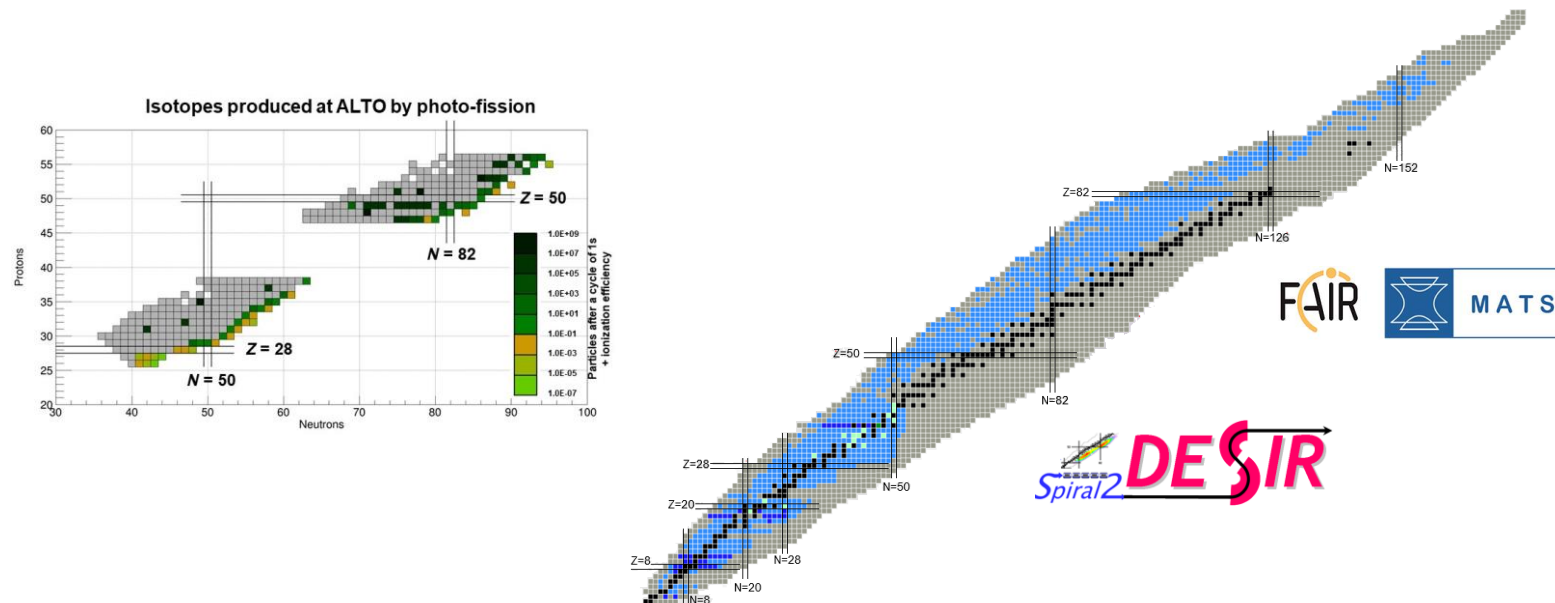 Isotopes produced at ALTO by photo-fission
Protons
60
55
50
45
40
35
30
25
20
30
40
50
60
70
80
90
100
Neutrons
Z = 50
N = 82
Z = 28
N = 50
1.0E+09
1.0E+07
1.0E+05
1.0E+03
1.0E+01
1.0E-01
1.0E-03
1.0E-05
1.0E-07
Particles after a cycle of 1s
+ ionization efficiency
N=152
Z=82
N=126
Z=50
N=82
Z=28
N=50
Z=20
N=28
Z=8
N=20
N=8
FAIR
MATS
Spiral2
DESIR